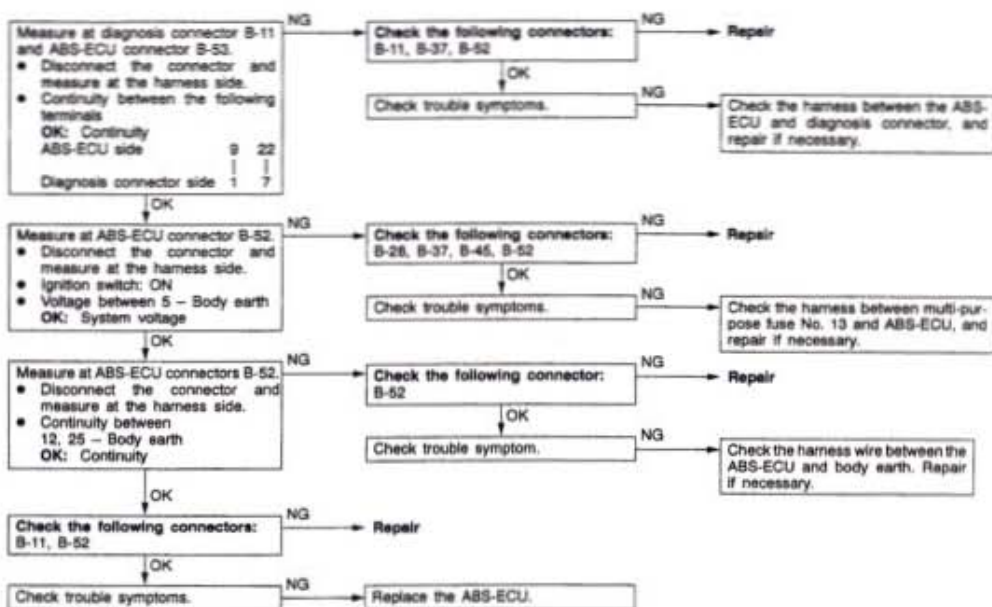 Measure at diagnosis connector B-11
and ABS-ECU connector B-53.
● Disconnect the connector and
measure at the harness side.
● Continuity between the following
terminals
OK: Continuity
ABS-ECU side 9 22
| |
Diagnosis connector side 1 7
NG
Check the following connectors:
B-11, B-37, B-52
NG
Repair
OK
Check trouble symptoms.
NG
Check the harness between the ABS-
ECU and diagnosis connector, and
repair if necessary.
OK
Measure at ABS-ECU connector B-52.
● Disconnect the connector and
measure at the harness side.
● Ignition switch: ON
● Voltage between 5 – Body earth
OK: System voltage
NG
Check the following connectors:
B-28, B-37, B-45, B-52
NG
Repair
OK
Check trouble symptoms.
NG
Check the harness between multi-pur-
pose fuse No. 13 and ABS-ECU, and
repair if necessary.
OK
Measure at ABS-ECU connectors B-52.
● Disconnect the connector and
measure at the harness side.
● Continuity between
12, 25 – Body earth
OK: Continuity
NG
Check the following connector:
B-52
NG
Repair
OK
Check trouble symptom.
NG
Check the harness wire between the
ABS-ECU and body earth. Repair
if necessary.
OK
Check the following connectors:
B-11, B-52
NG
Repair
OK
Check trouble symptoms.
NG
Replace the ABS-ECU.